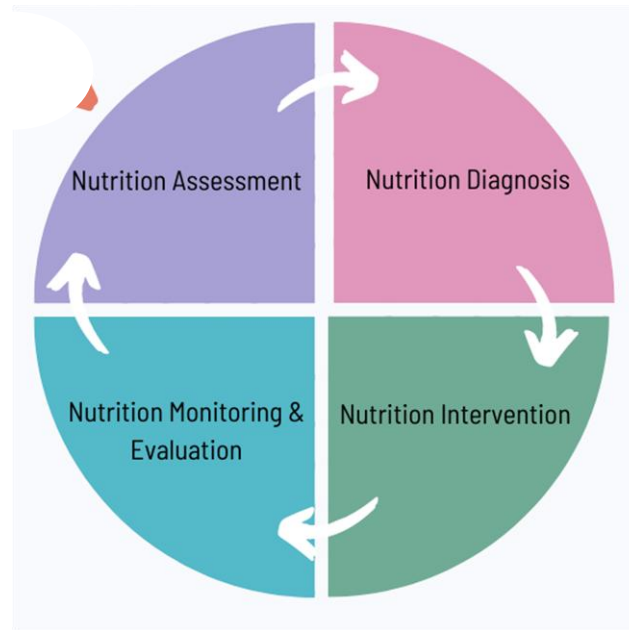 Nutrition Assessment
Nutrition Diagnosis
Nutrition Monitoring &
Evaluation
Nutrition Intervention